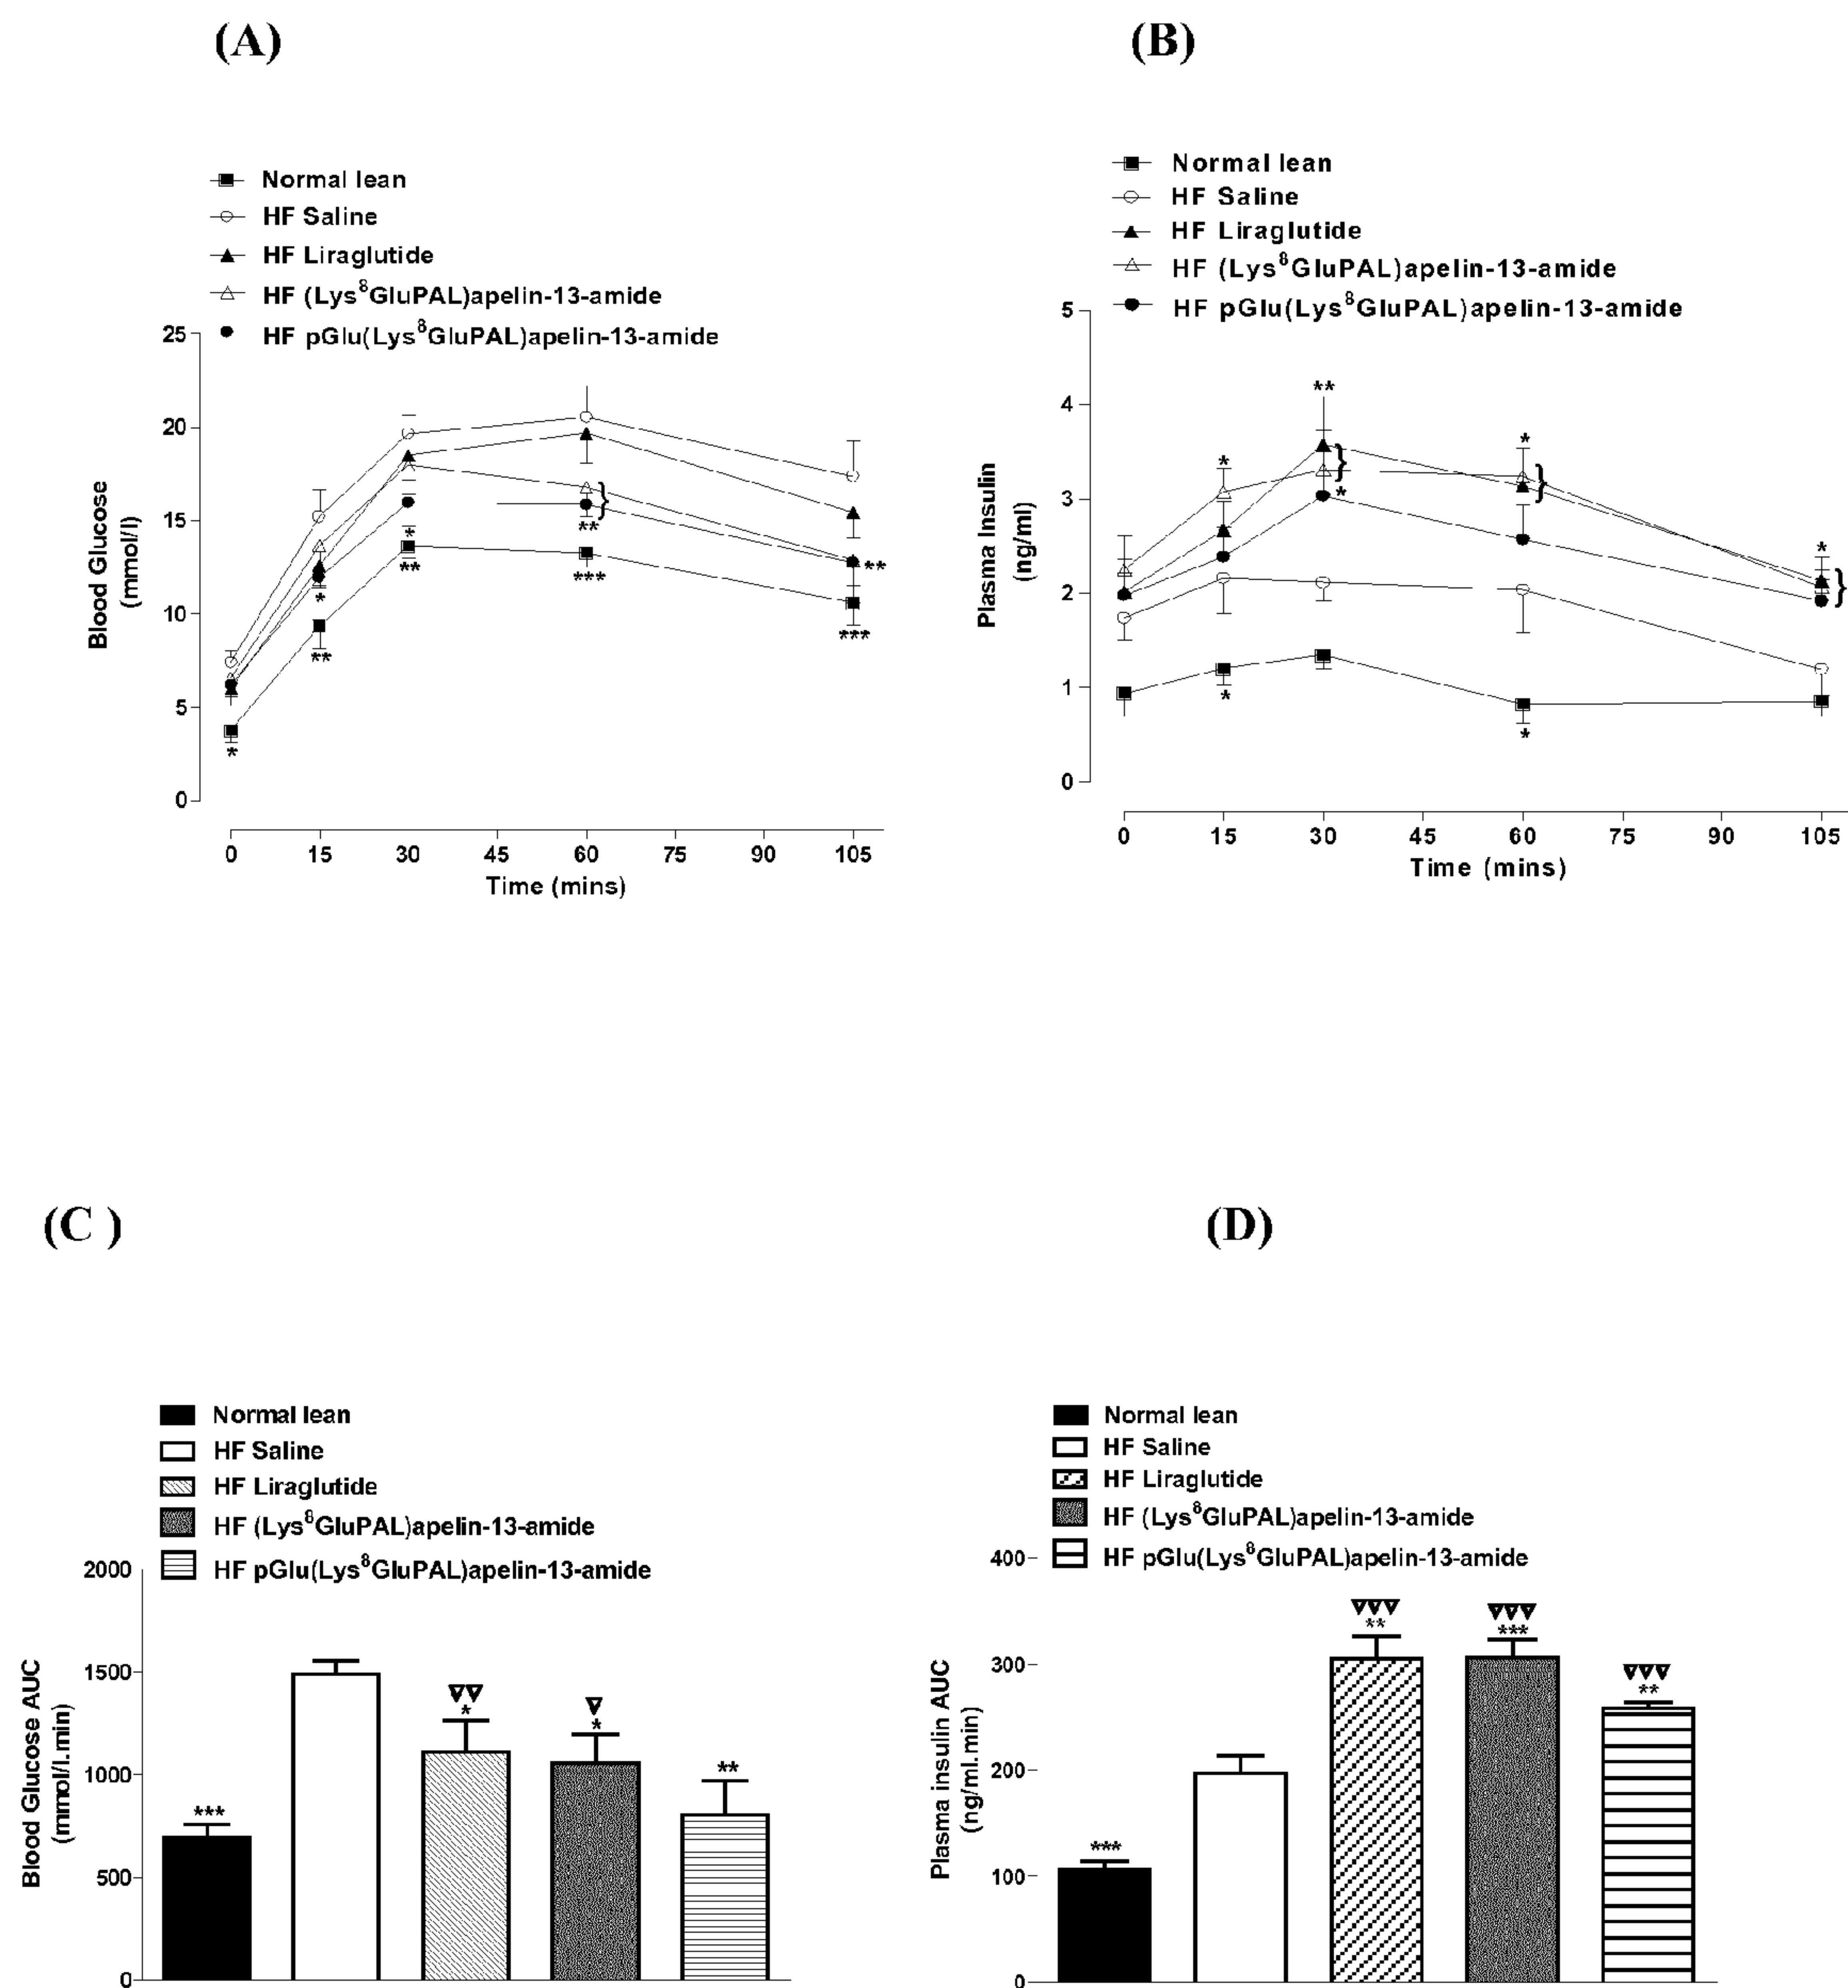 (A)
Normal lean
HF Saline
HF Liraglutide
HF (Lys⁸GluPAL)apelin-13-amide
HF pGlu(Lys⁸GluPAL)apelin-13-amide
Blood Glucose
(mmol/l)
25
20
15
10
5
0
*
**
*
*
**
}
**
***
**
***
0 15 30 45 60 75 90 105
Time (mins)
(B)
Normal lean
HF Saline
HF Liraglutide
HF (Lys⁸GluPAL)apelin-13-amide
HF pGlu(Lys⁸GluPAL)apelin-13-amide
Plasma Insulin
(ng/ml)
5
4
3
2
1
0
*
*
**
}
*
*
}
*
*
}
0 15 30 45 60 75 90 105
Time (mins)
(C )
Normal lean
HF Saline
HF Liraglutide
HF (Lys⁸GluPAL)apelin-13-amide
HF pGlu(Lys⁸GluPAL)apelin-13-amide
Blood Glucose AUC
(mmol/l.min)
2000
1500
1000
500
0
***
▽▽
*
▽
*
**
(D)
Normal lean
HF Saline
HF Liraglutide
HF (Lys⁸GluPAL)apelin-13-amide
HF pGlu(Lys⁸GluPAL)apelin-13-amide
Plasma insulin AUC
(ng/ml.min)
400
300
200
100
0
***
▽▽▽
**
▽▽▽
***
▽▽▽
**